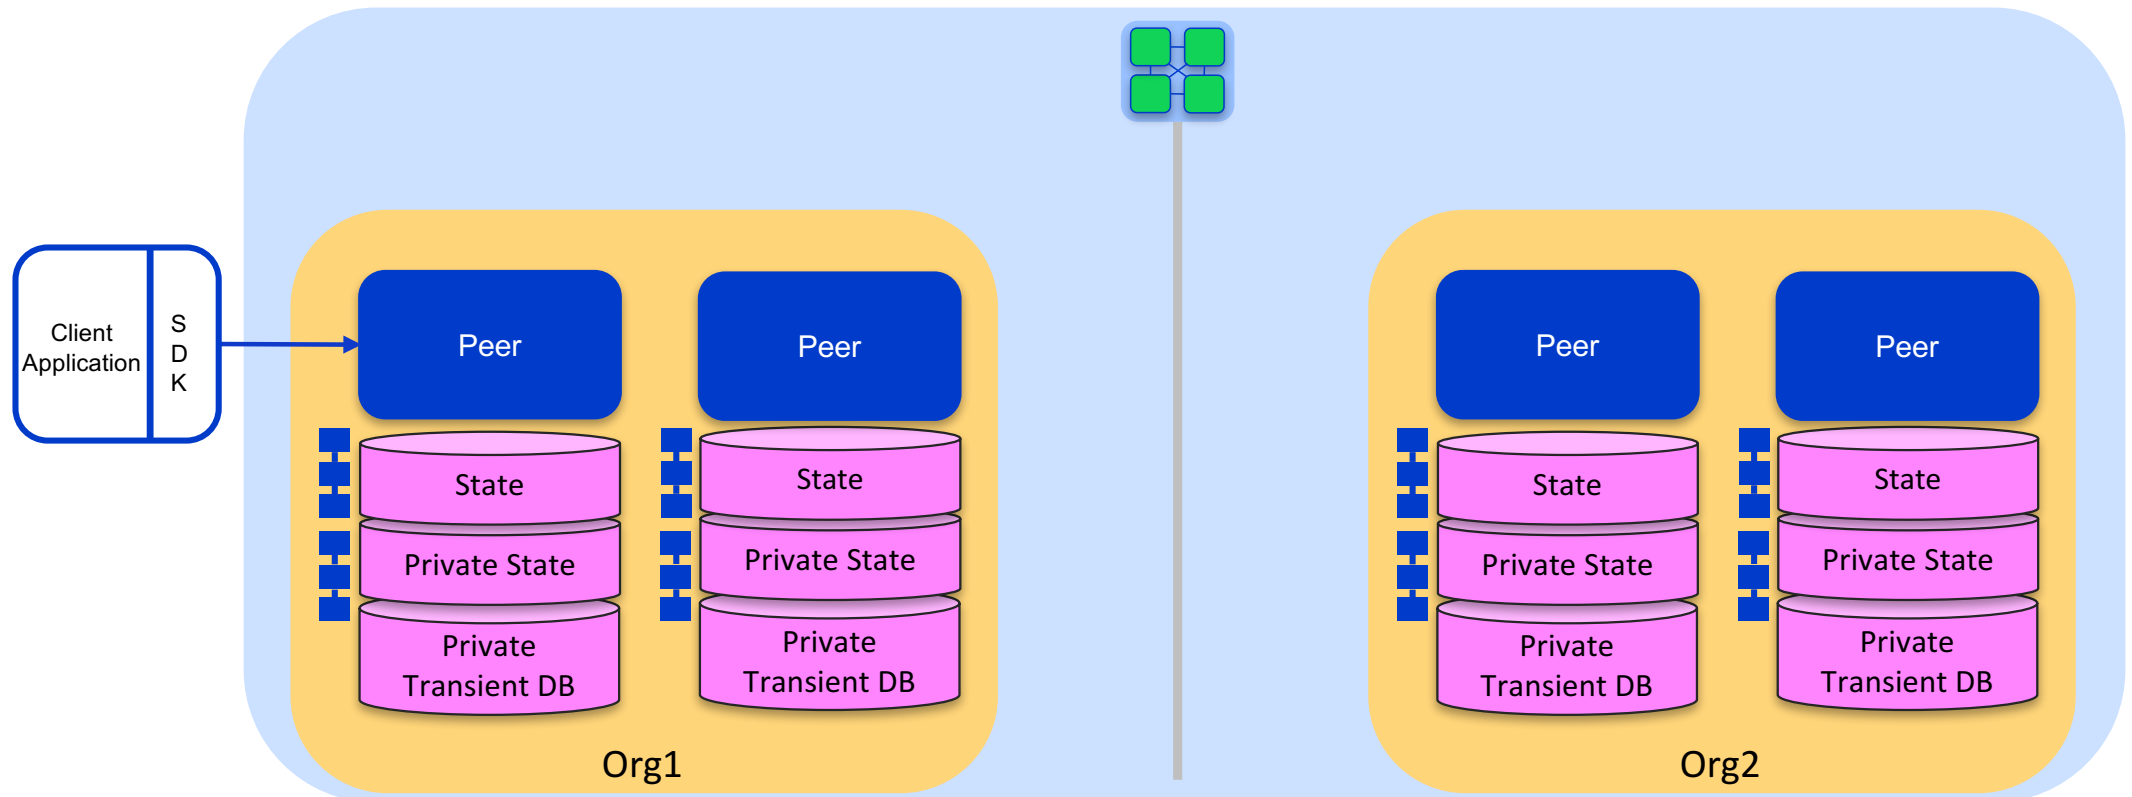 Client
Application
S
D
K
Peer
State
Private State
Private
Transient DB
Peer
State
Private State
Private
Transient DB
Org1
Peer
State
Private State
Private
Transient DB
Peer
State
Private State
Private
Transient DB
Org2